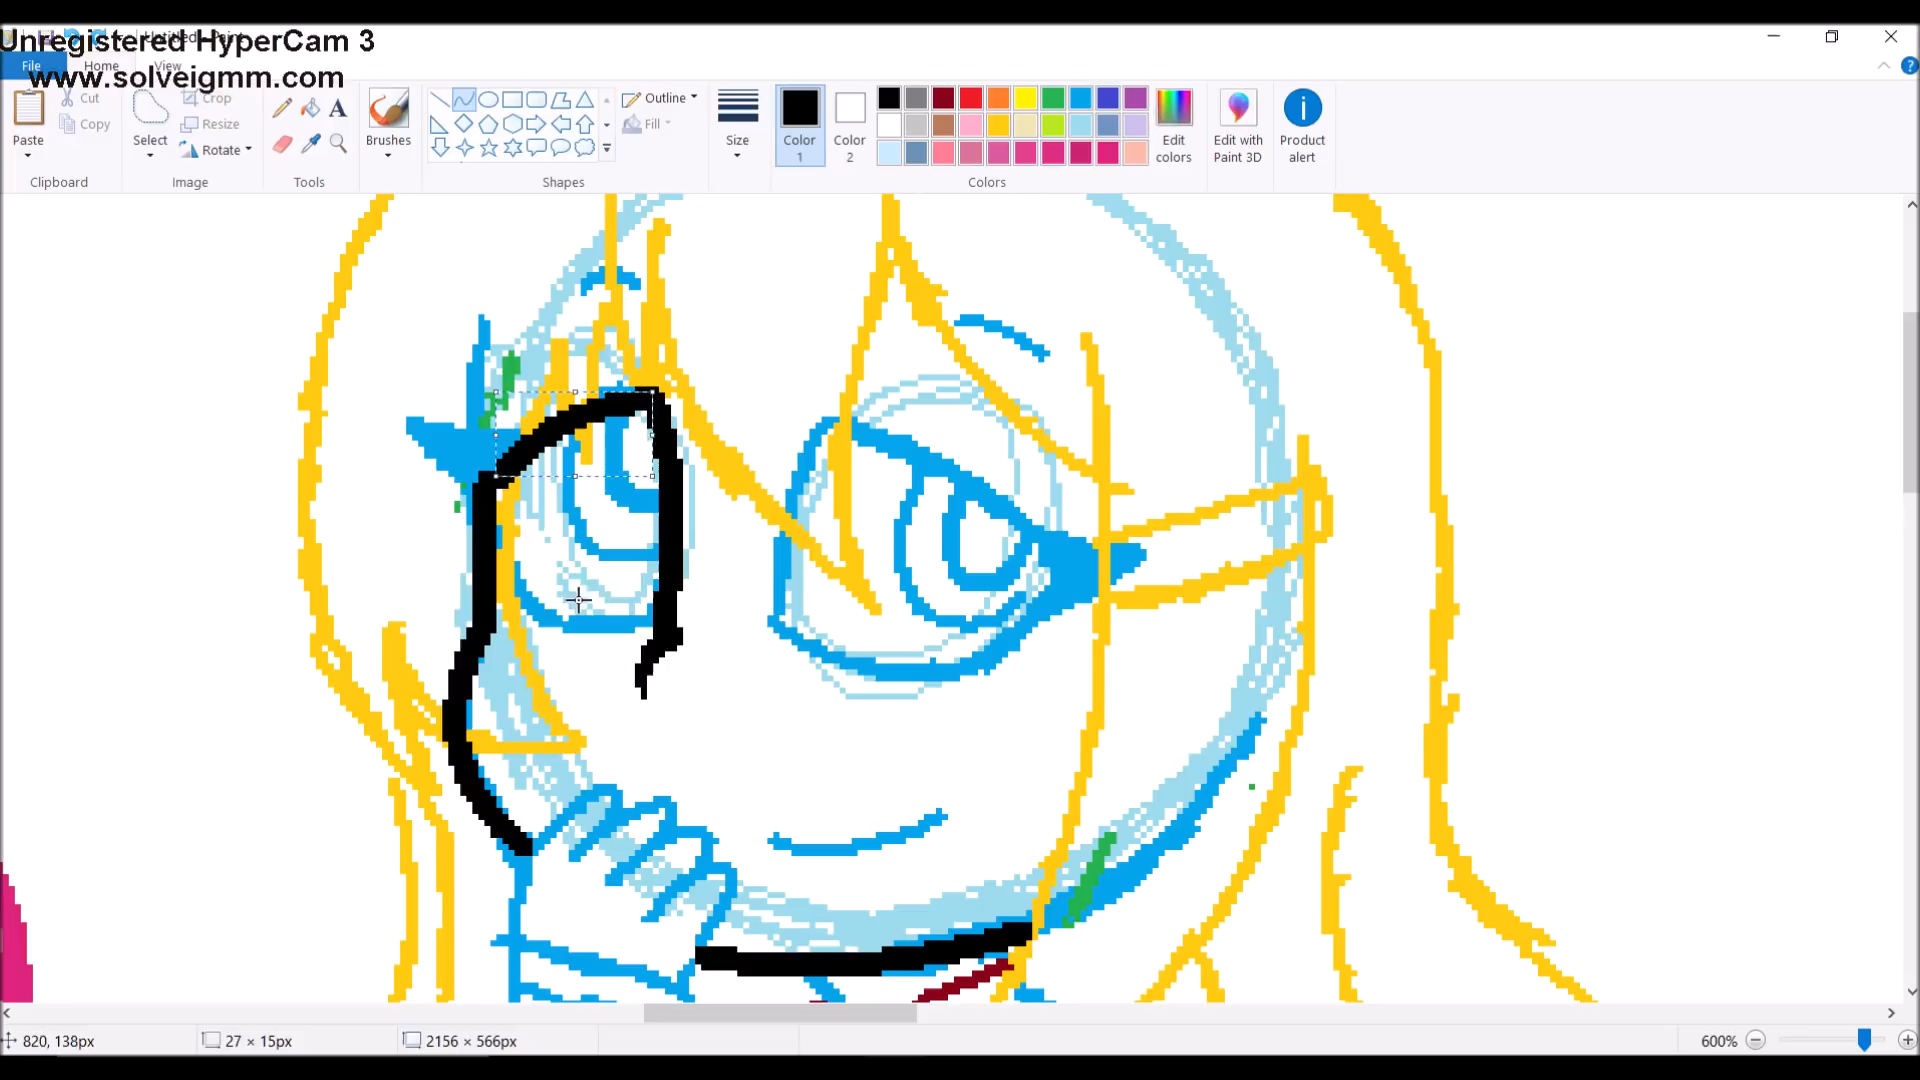 Unregistered HyperCam 3
www.solveigmm.com
Untitled - Paint
File
Home
View
Paste
Cut
Copy
Clipboard
Select
Crop
Resize
Rotate
Image
A
Tools
Brushes
Outline
Fill
Shapes
Size
Color 1
Color 2
Edit colors
Edit with Paint 3D
Product alert
Colors
820, 138px
27 × 15px
2156 × 566px
600%